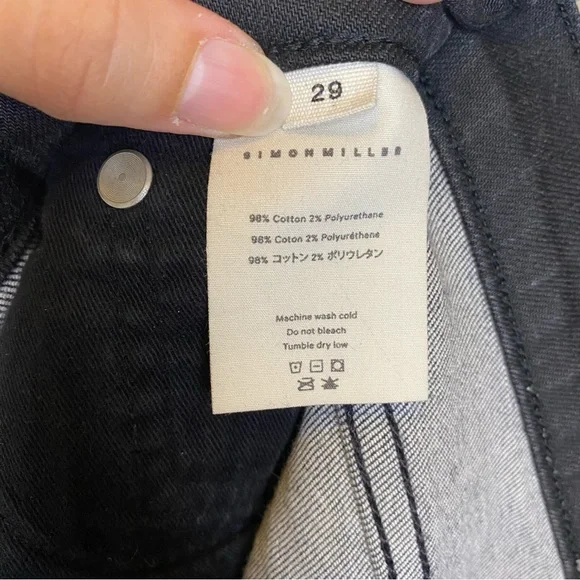 29
SIMONMILLER
98% Cotton 2% Polyurethane
98% Coton 2% Polyuréthane
98% コットン 2% ポリウレタン
Machine wash cold
Do not bleach
Tumble dry low